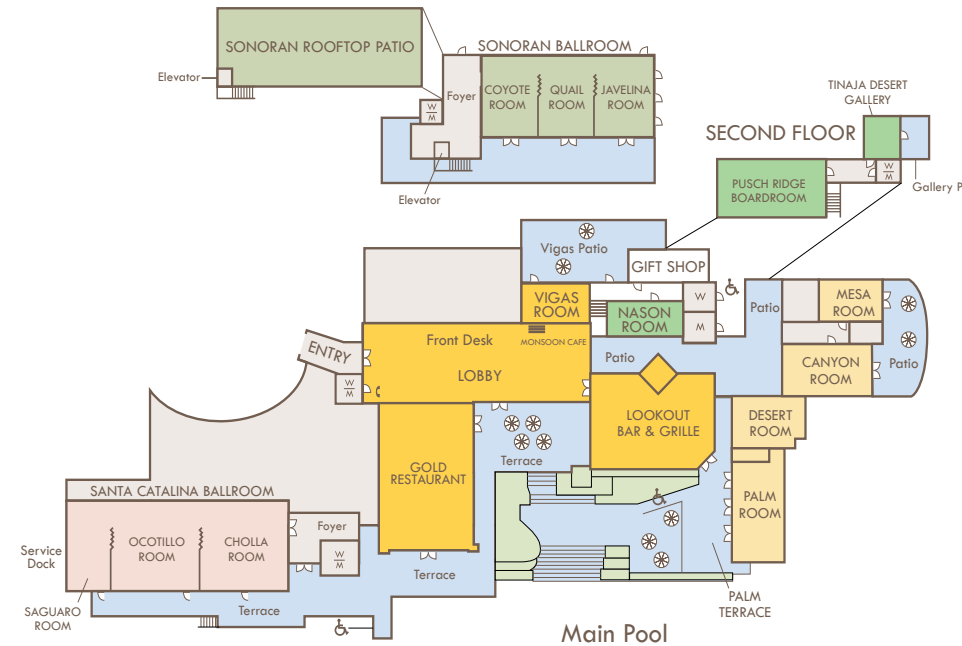 SONORAN ROOFTOP PATIO
Elevator
SONORAN BALLROOM
Foyer
COYOTE
ROOM
QUAIL
ROOM
JAVELINA
ROOM
W
M
Elevator
TINAJA DESERT
GALLERY
SECOND FLOOR
W
M
Gallery P
PUSCH RIDGE
BOARDROOM
Vigas Patio
GIFT SHOP
VIGAS
ROOM
NASON
ROOM
W
M
Patio
MESA
ROOM
Patio
CANYON
ROOM
ENTRY
W
M
Front Desk
MONSOON CAFE
LOBBY
Patio
LOOKOUT
BAR & GRILLE
DESERT
ROOM
GOLD
RESTAURANT
Terrace
PALM
ROOM
SANTA CATALINA BALLROOM
OCOTILLO
ROOM
CHOLLA
ROOM
Foyer
W
M
Service
Dock
SAGUARO
ROOM
Terrace
Terrace
PALM
TERRACE
Main Pool